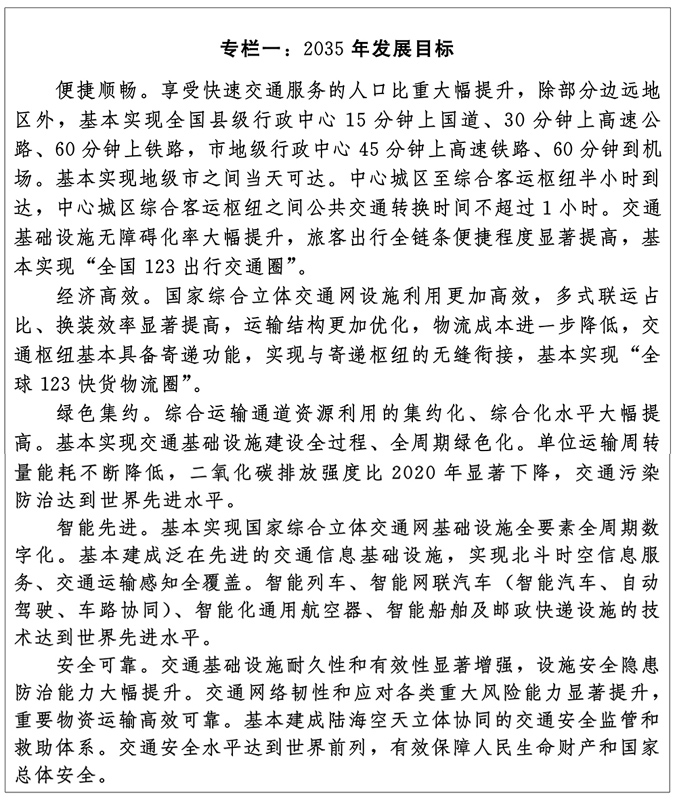 专栏一：2035 年发展目标
便捷顺畅。享受快速交通服务的人口比重大幅提升，除部分边远地
区外，基本实现全国县级行政中心 15 分钟上国道、30 分钟上高速公
路、60 分钟上铁路，市地级行政中心 45 分钟上高速铁路、60 分钟到机
场。基本实现地级市之间当天可达。中心城区至综合客运枢纽半小时到
达，中心城区综合客运枢纽之间公共交通转换时间不超过 1 小时。交通
基础设施无障碍化率大幅提升，旅客出行全链条便捷程度显著提高，基
本实现“全国 123 出行交通圈”。
经济高效。国家综合立体交通网设施利用更加高效，多式联运占
比、换装效率显著提高，运输结构更加优化，物流成本进一步降低，交
通枢纽基本具备寄递功能，实现与寄递枢纽的无缝衔接，基本实现“全
球 123 快货物流圈”。
绿色集约。综合运输通道资源利用的集约化、综合化水平大幅提
高。基本实现交通基础设施建设全过程、全周期绿色化。单位运输周转
量能耗不断降低，二氧化碳排放强度比 2020 年显著下降，交通污染
防治达到世界先进水平。
智能先进。基本实现国家综合立体交通网基础设施全要素全周期数
字化。基本建成泛在先进的交通信息基础设施，实现北斗时空信息服
务、交通运输感知全覆盖。智能列车、智能网联汽车（智能汽车、自动
驾驶、车路协同）、智能化通用航空器、智能船舶及邮政快递设施的技
术达到世界先进水平。
安全可靠。交通基础设施耐久性和有效性显著增强，设施安全隐患
防治能力大幅提升。交通网络韧性和应对各类重大风险能力显著提升，
重要物资运输高效可靠。基本建成陆海空天立体协同的交通安全监管和
救助体系。交通安全水平达到世界前列，有效保障人民生命财产和国家
总体安全。